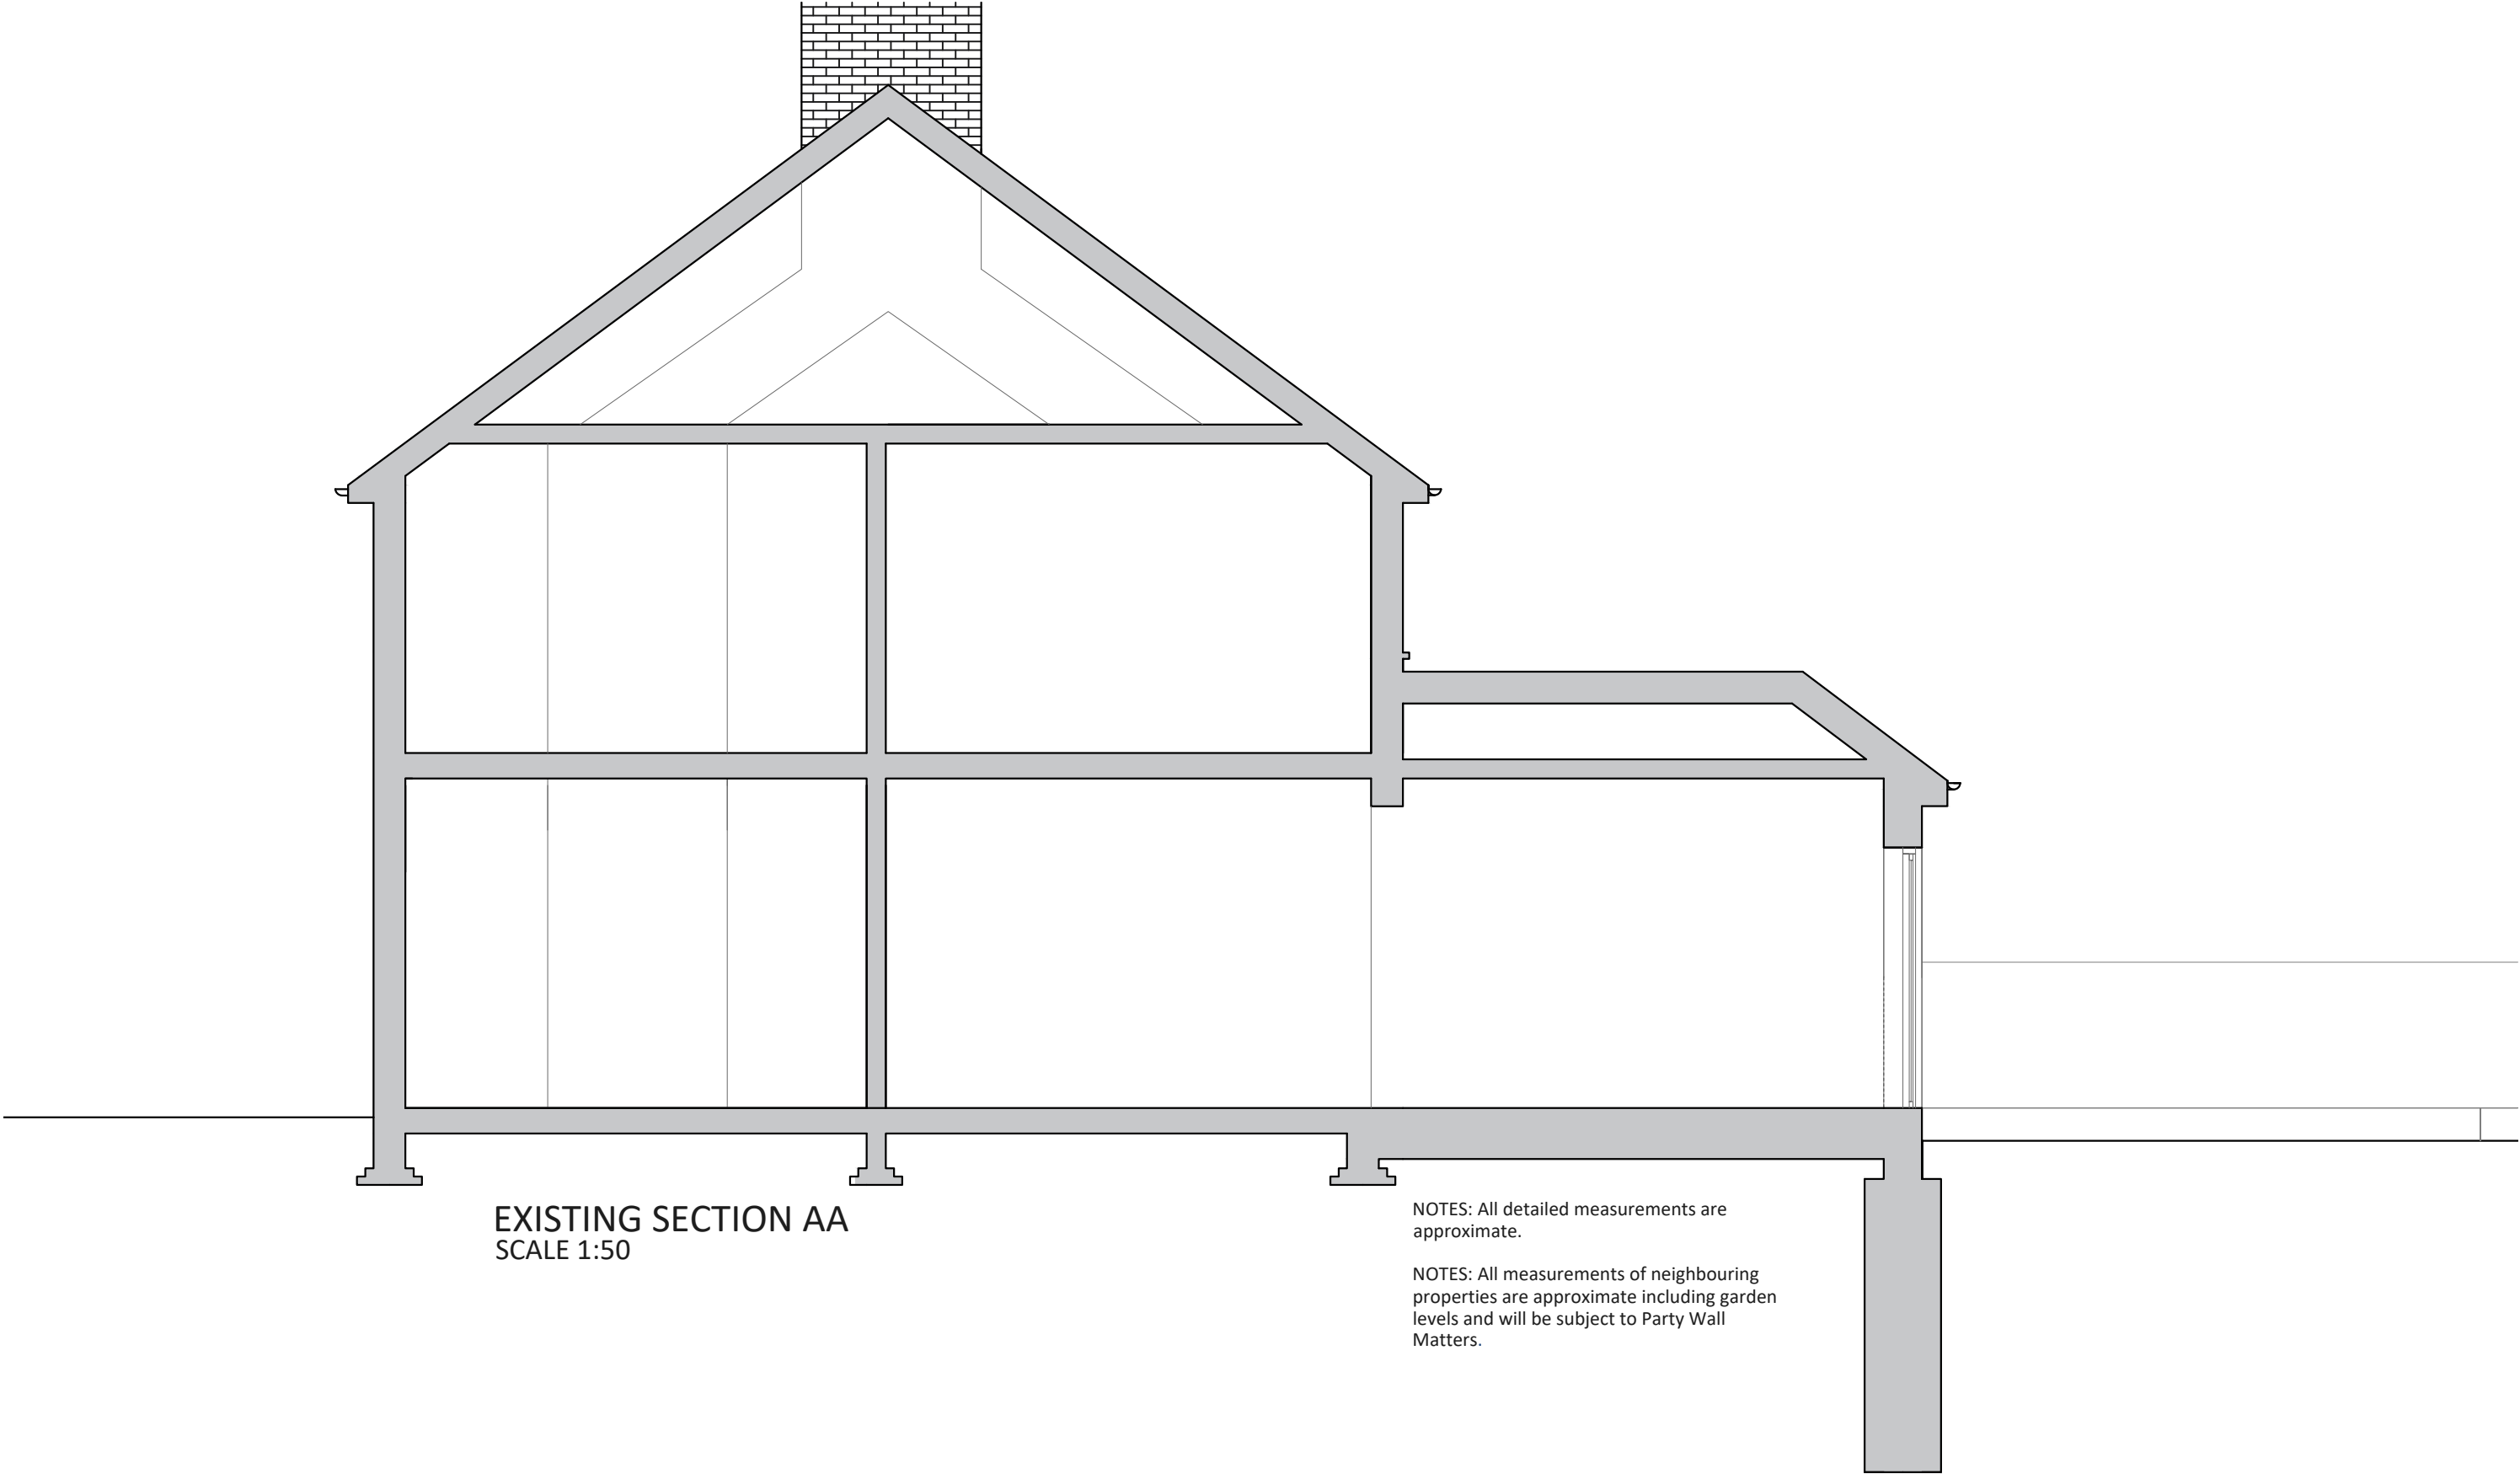 EXISTING SECTION AA
SCALE 1:50
NOTES: All detailed measurements are
approximate.
NOTES: All measurements of neighbouring
properties are approximate including garden
levels and will be subject to Party Wall
Matters.